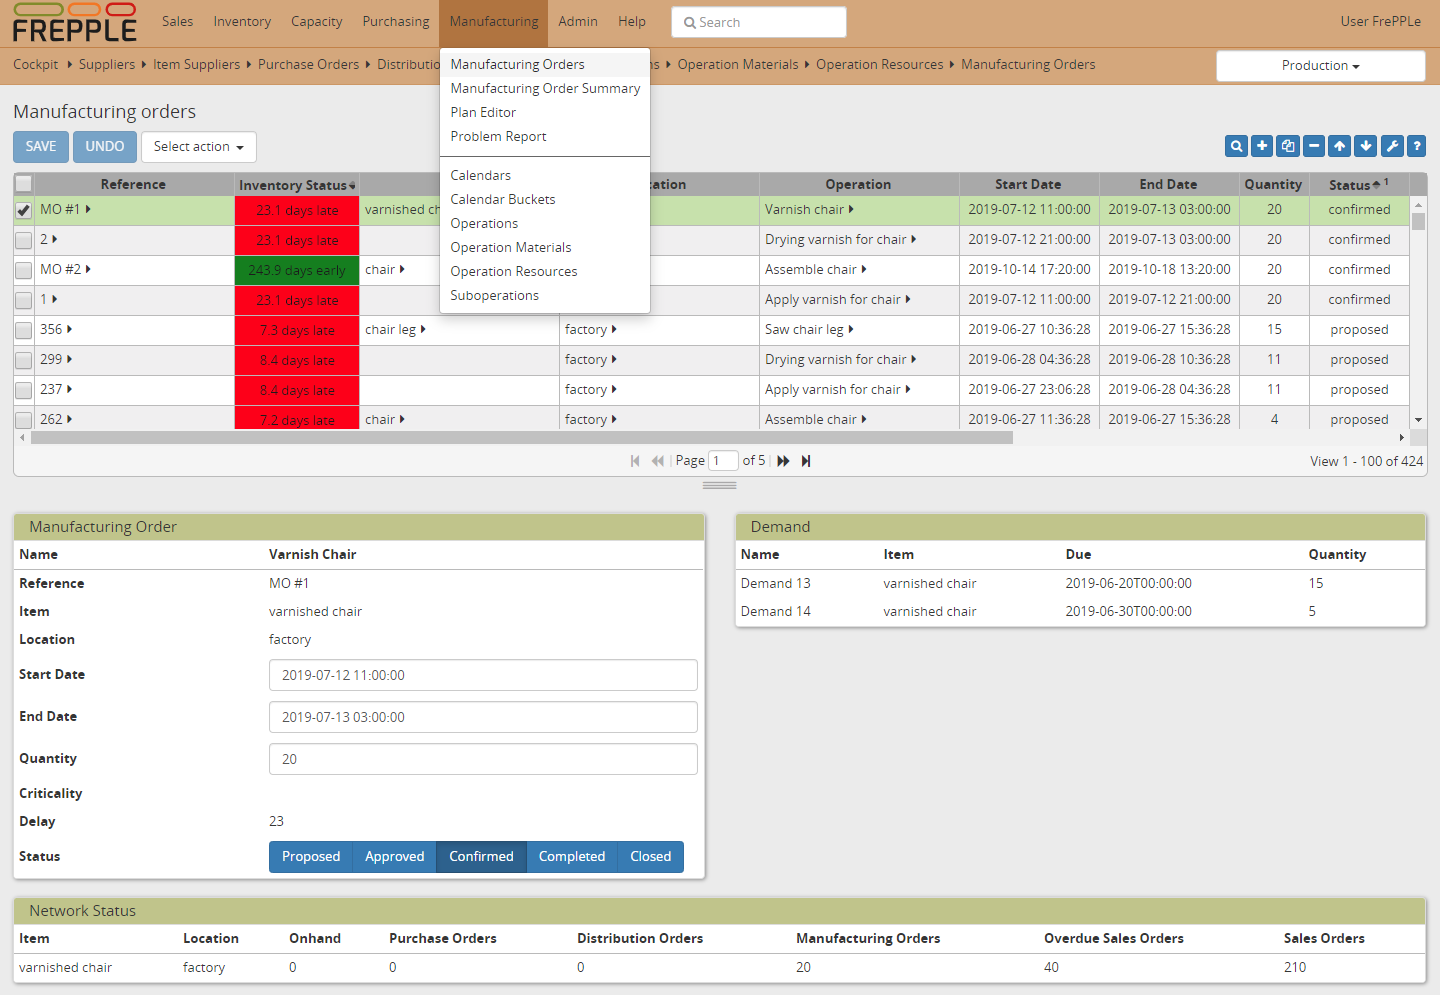 FREPPLE Sales Inventory Capacity Purchasing Manufacturing Admin Help Search User FrePPLe
Cockpit Suppliers Item Suppliers Purchase Orders Distributio s Operation Materials Operation Resources Manufacturing Orders Production
Manufacturing Orders
Manufacturing Order Summary
Plan Editor
Problem Report
Calendars
Calendar Buckets
Operations
Operation Materials
Operation Resources
Suboperations
Manufacturing orders
SAVE UNDO Select action ?
Reference Inventory Status cation Operation Start Date End Date Quantity Status 1
MO #1 23.1 days late varnished ch Varnish chair 2019-07-12 11:00:00 2019-07-13 03:00:00 20 confirmed
2 23.1 days late Drying varnish for chair 2019-07-12 21:00:00 2019-07-13 03:00:00 20 confirmed
MO #2 243.9 days early chair Assemble chair 2019-10-14 17:20:00 2019-10-18 13:20:00 20 confirmed
1 23.1 days late Apply varnish for chair 2019-07-12 11:00:00 2019-07-12 21:00:00 20 confirmed
356 7.3 days late chair leg factory Saw chair leg 2019-06-27 10:36:28 2019-06-27 15:36:28 15 proposed
299 8.4 days late factory Drying varnish for chair 2019-06-28 04:36:28 2019-06-28 10:36:28 11 proposed
237 8.4 days late factory Apply varnish for chair 2019-06-27 23:06:28 2019-06-28 04:36:28 11 proposed
262 7.2 days late chair factory Assemble chair 2019-06-27 11:36:28 2019-06-27 15:36:28 4 proposed
Page 1 of 5 View 1 - 100 of 424
Manufacturing Order
Name Varnish Chair
Reference MO #1
Item varnished chair
Location factory
Start Date 2019-07-12 11:00:00
End Date 2019-07-13 03:00:00
Quantity 20
Criticality
Delay 23
Status Proposed Approved Confirmed Completed Closed
Demand
Name Item Due Quantity
Demand 13 varnished chair 2019-06-20T00:00:00 15
Demand 14 varnished chair 2019-06-30T00:00:00 5
Network Status
Item Location Onhand Purchase Orders Distribution Orders Manufacturing Orders Overdue Sales Orders Sales Orders
varnished chair factory 0 0 0 20 40 210